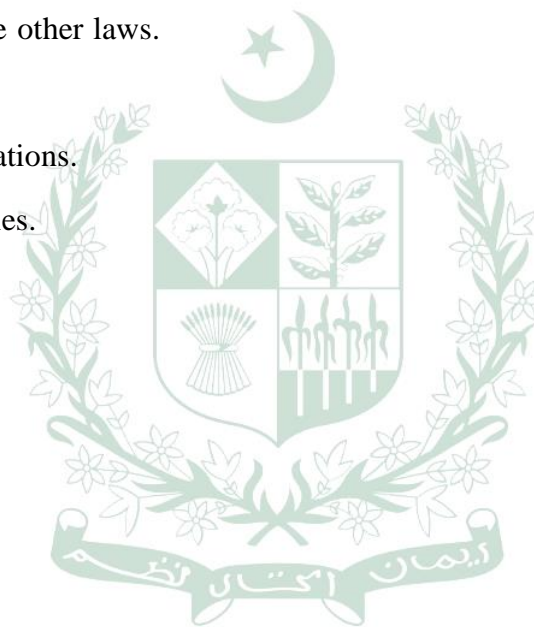 e other laws.
ations.
es.
ایمان اتحاد نظم